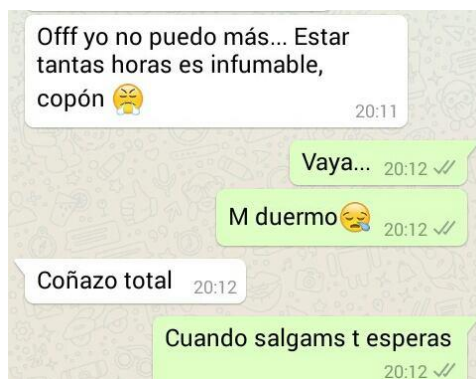 Offf yo no puedo más... Estar
tantas horas es infumable,
copón 😤
20:11
Vaya... 20:12
M duermo😪 20:12
Coñazo total 20:12
Cuando salgams t esperas
20:12